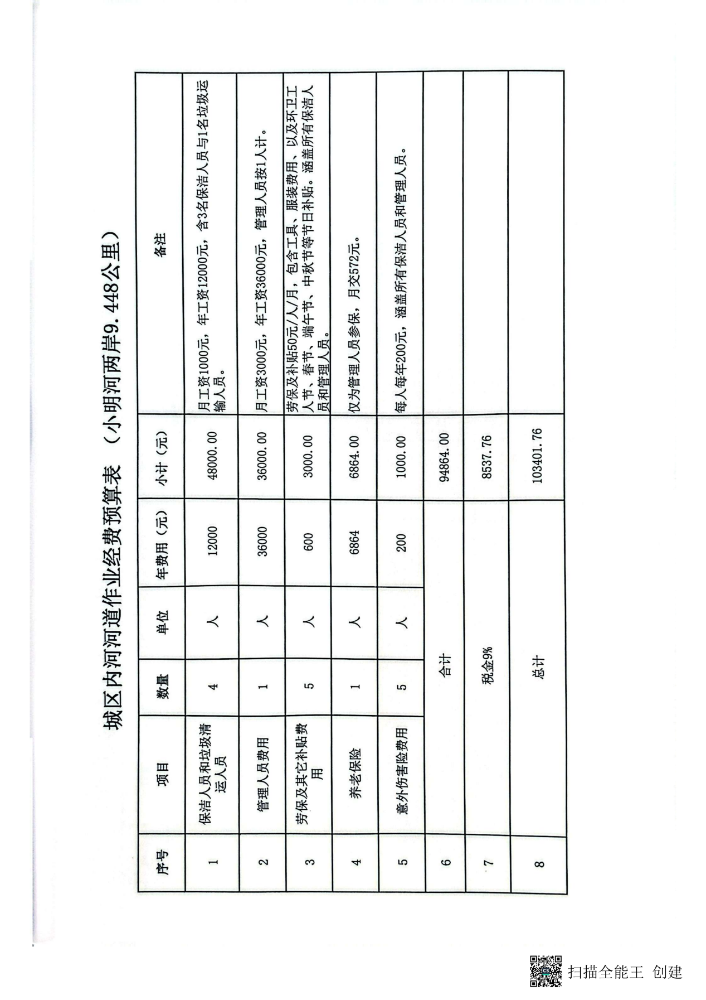 城区内河河道作业经费预算表 （小明河两岸9.448公里）
序号 项目 数量 单位 年费用（元） 小计（元） 备注
1 保洁人员和垃圾清 4 人 12000 48000.00 月工资1000元，年工资12000元，含3名保洁人员与1名垃圾运
运人员 输人员。
2 管理人员费用 1 人 36000 36000.00 月工资3000元，年工资36000元，管理人员按1人计。
3 劳保及其它补贴费 5 人 600 3000.00 劳保及补贴50元/人/月，包含工具、服装费用、以及环卫工
用 人节、春节、端午节、中秋节等节日补贴。涵盖所有保洁人
员和管理人员。
4 养老保险 1 人 6864 6864.00 仅为管理人员参保，月交572元。
5 意外伤害险费用 5 人 200 1000.00 每人每年200元，涵盖所有保洁人员和管理人员。
6 合计 94864.00
7 税金9% 8537.76
8 总计 103401.76
扫描全能王 创建